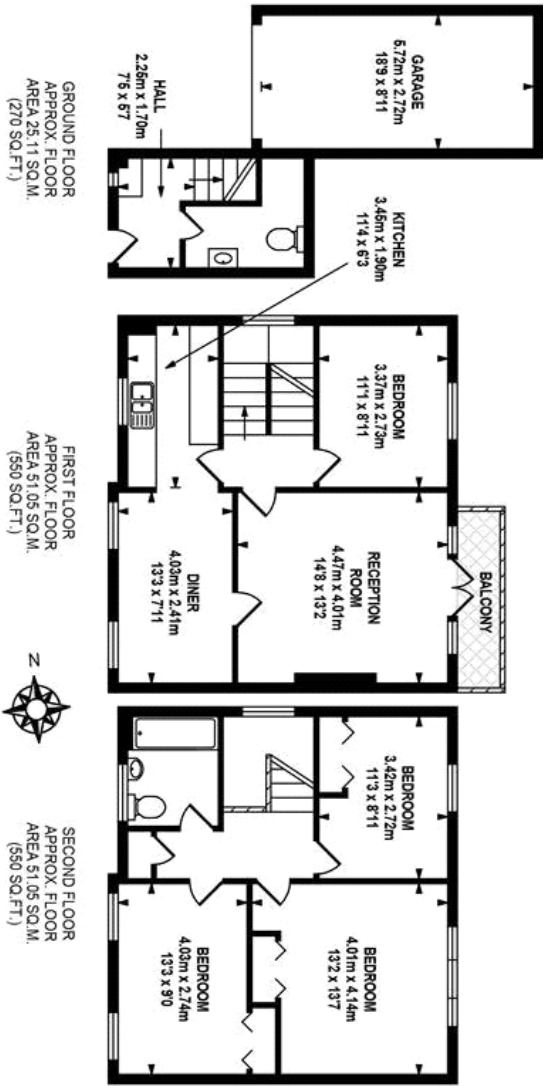 GARAGE
5.72m x 2.72m
18'9 x 8'11
HALL
2.25m x 1.70m
7'5 x 5'7
GROUND FLOOR
APPROX. FLOOR
AREA 25.11 SQ.M.
(270 SQ.FT.)
KITCHEN
3.45m x 1.90m
11'4 x 6'3
BEDROOM
3.37m x 2.73m
11'1 x 8'11
BALCONY
RECEPTION
ROOM
4.47m x 4.01m
14'8 x 13'2
DINER
4.03m x 2.41m
13'3 x 7'11
FIRST FLOOR
APPROX. FLOOR
AREA 51.05 SQ.M.
(550 SQ.FT.)
N
BEDROOM
3.42m x 2.72m
11'3 x 8'11
BEDROOM
4.01m x 4.14m
13'2 x 13'7
BEDROOM
4.03m x 2.74m
13'3 x 9'0
SECOND FLOOR
APPROX. FLOOR
AREA 51.05 SQ.M.
(550 SQ.FT.)